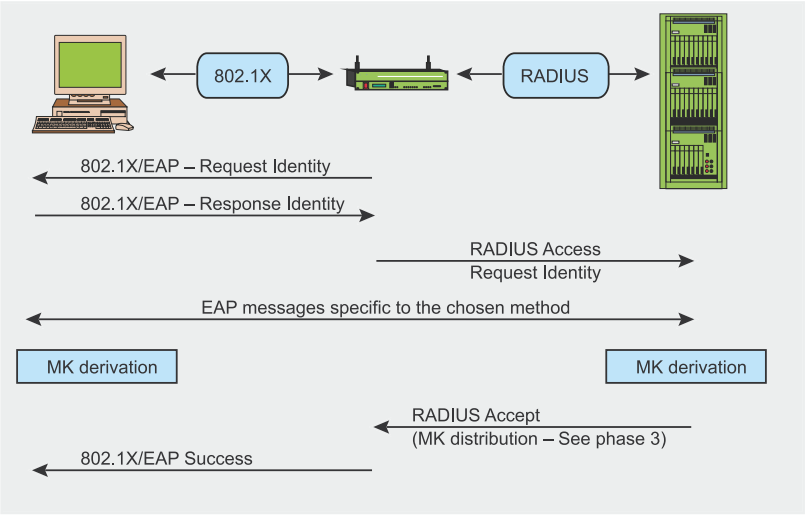 802.1X
RADIUS
802.1X/EAP – Request Identity
802.1X/EAP – Response Identity
RADIUS Access
Request Identity
EAP messages specific to the chosen method
MK derivation
MK derivation
RADIUS Accept
(MK distribution – See phase 3)
802.1X/EAP Success